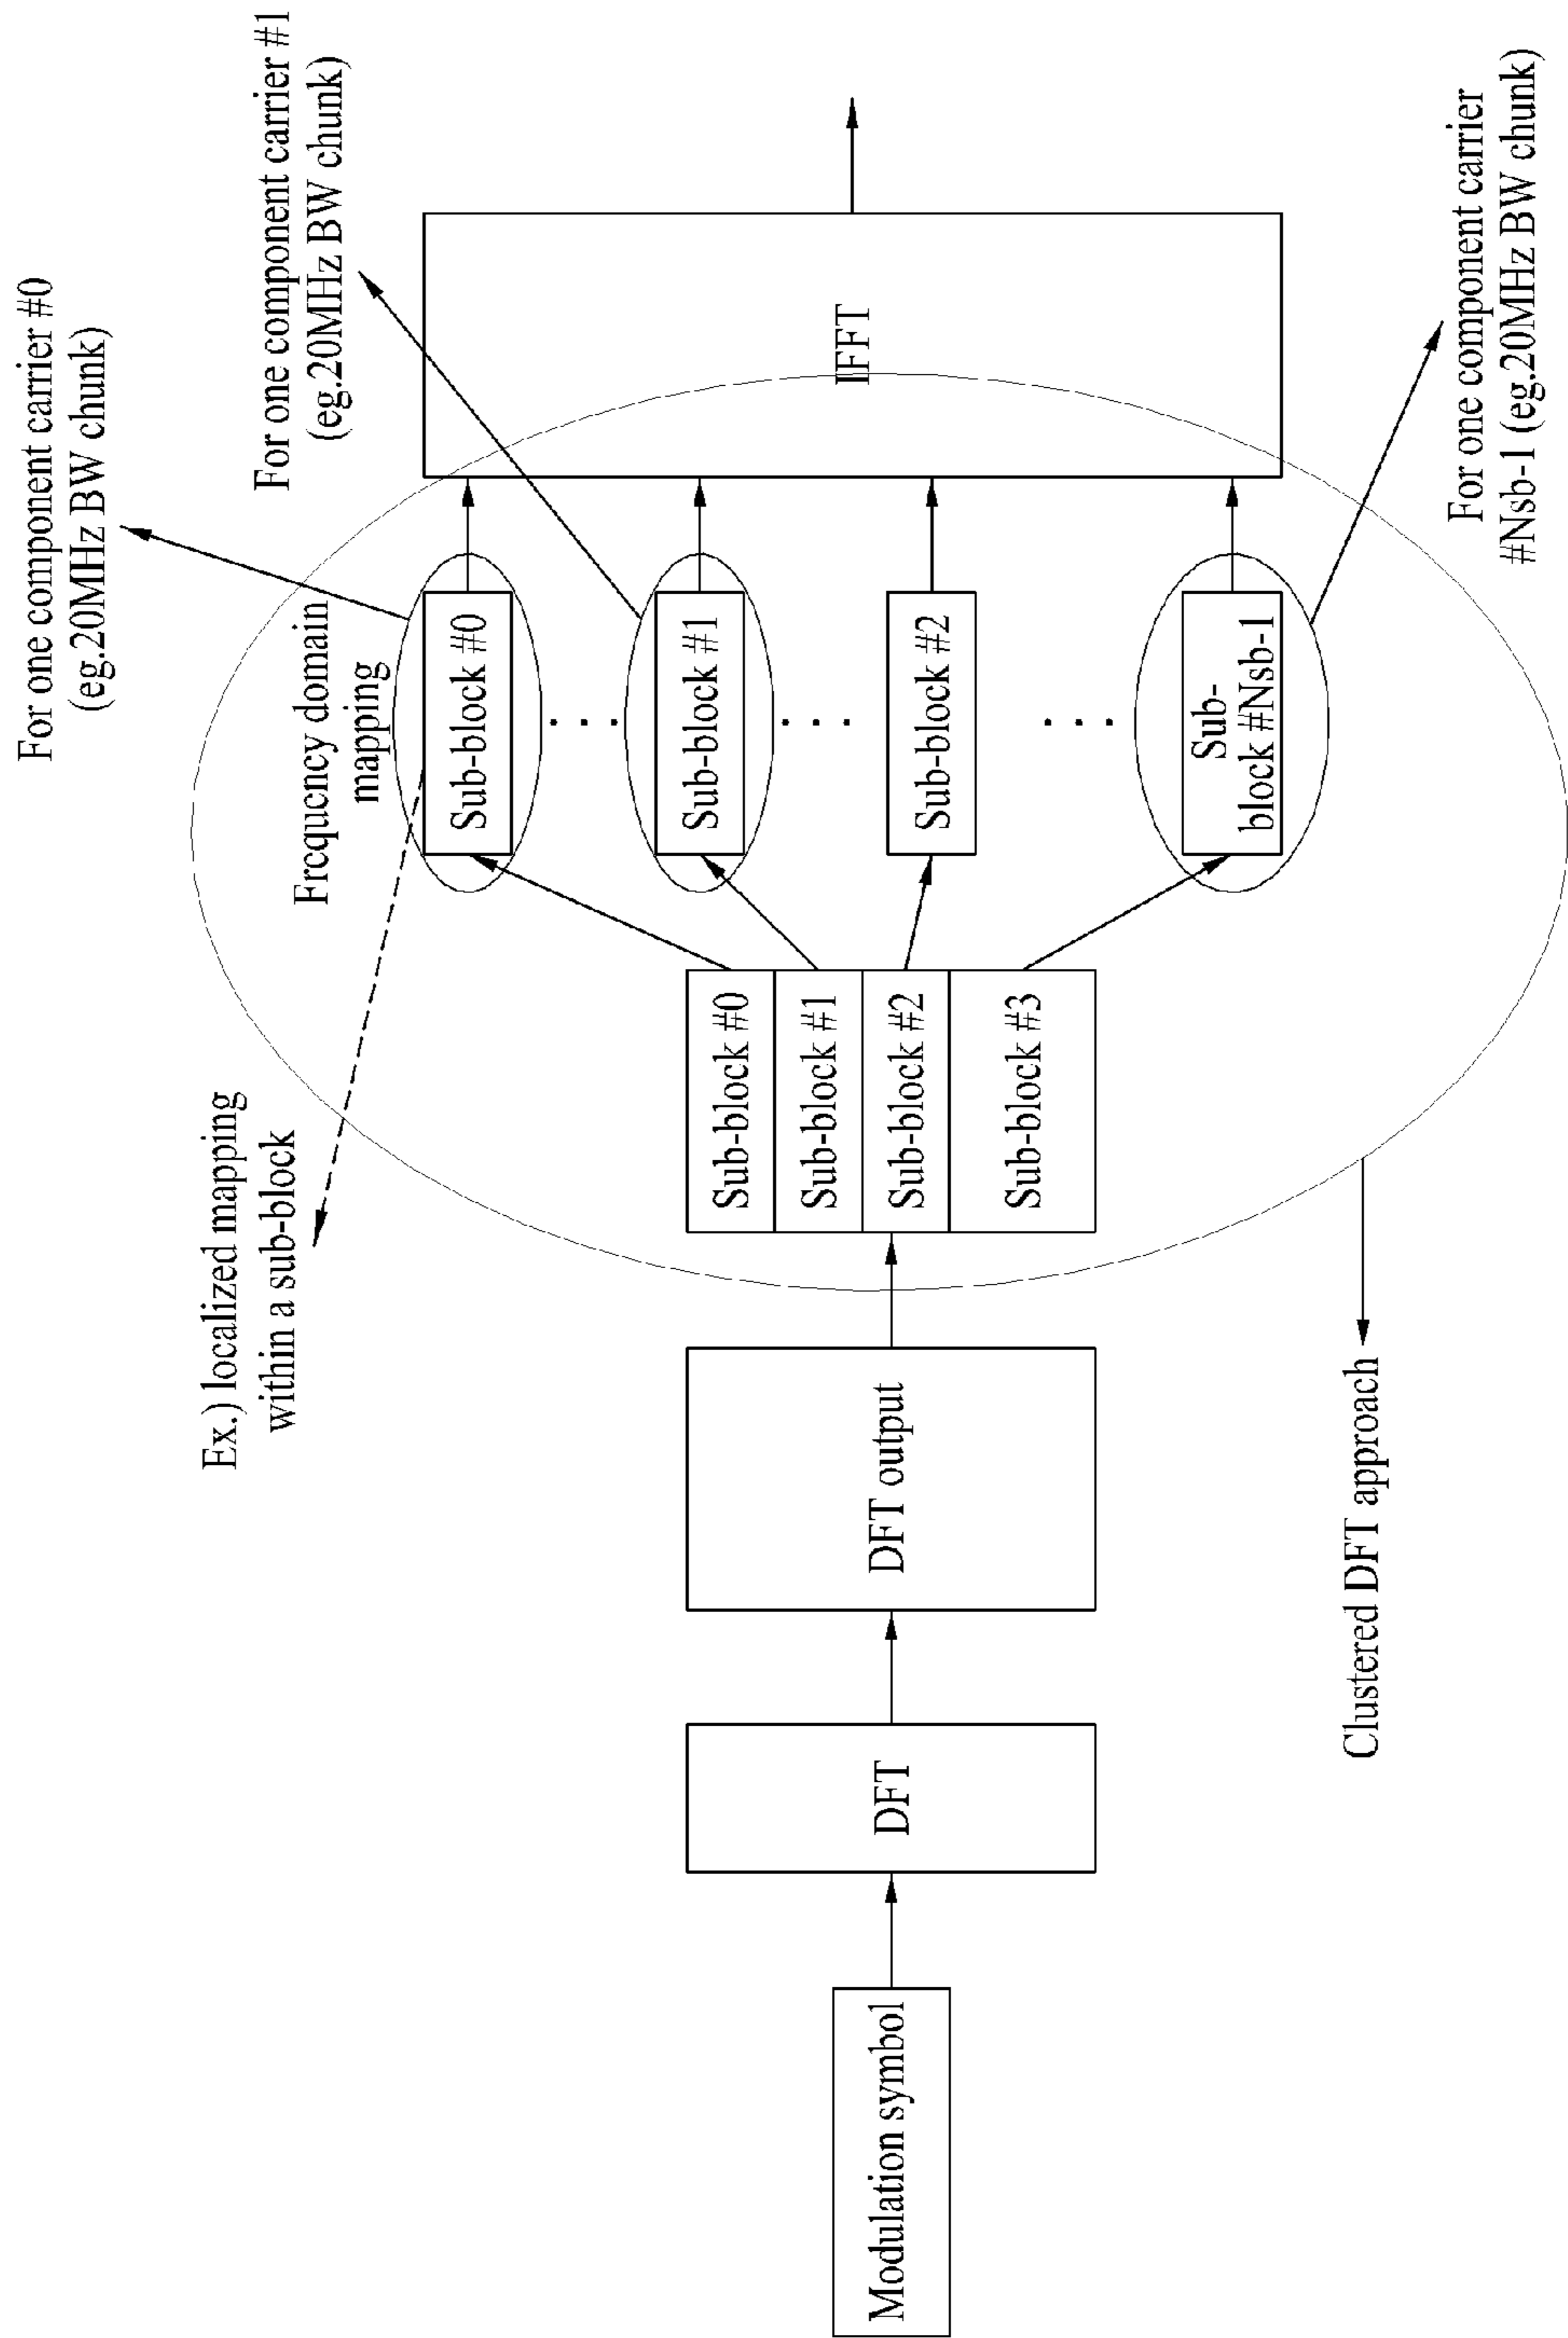 Modulation symbol
DFT
DFT output
Sub-block #0
Sub-block #1
Sub-block #2
Sub-block #3
Ex.) localized mapping
within a sub-block
Frequency domain
mapping
Sub-block #0
Sub-block #1
Sub-block #2
Sub-
block #Nsb-1
IFFT
For one component carrier #0
(eg.20MHz BW chunk)
For one component carrier #1
(eg.20MHz BW chunk)
For one component carrier
#Nsb-1 (eg.20MHz BW chunk)
Clustered DFT approach